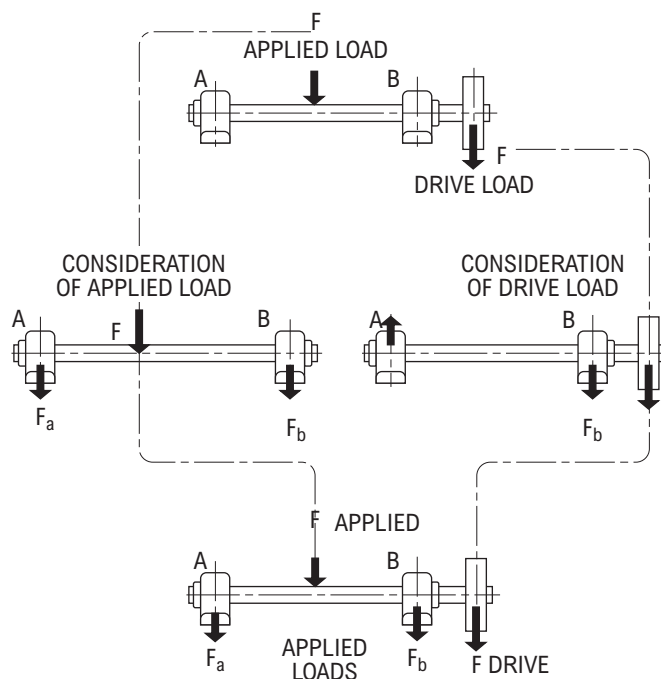 F
APPLIED LOAD
A
B
F
DRIVE LOAD
CONSIDERATION
OF APPLIED LOAD
CONSIDERATION
OF DRIVE LOAD
A
F
B
A
B
Fa
Fb
Fb
F APPLIED
A
B
Fa
APPLIED
LOADS
Fb
F DRIVE